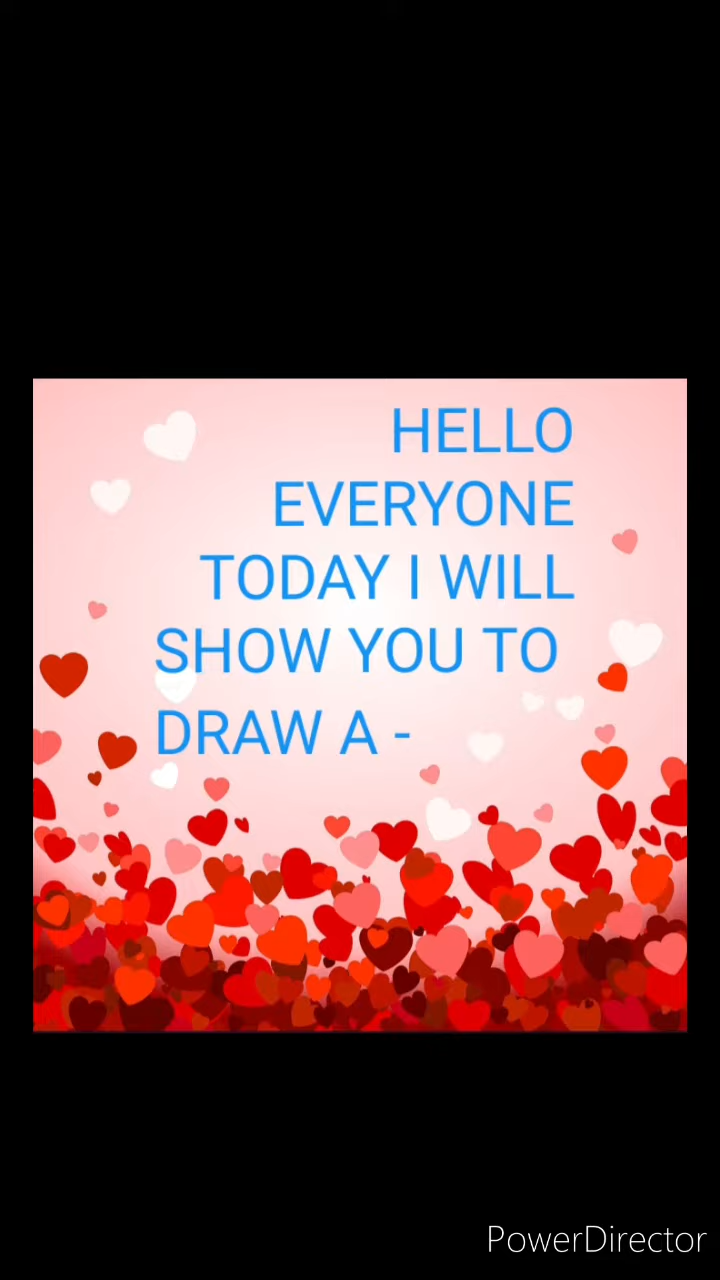 HELLO
EVERYONE
TODAY I WILL
SHOW YOU TO
DRAW A -
PowerDirector